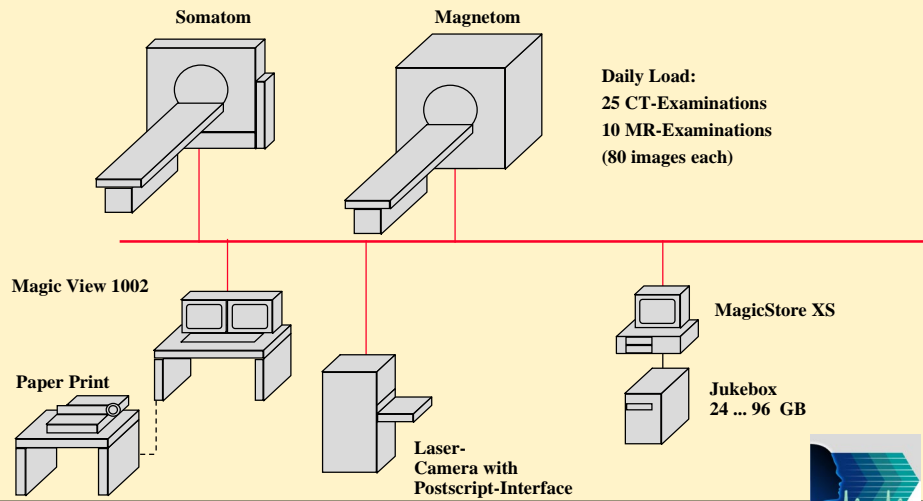 Somatom
Magnetom
Daily Load:
25 CT-Examinations
10 MR-Examinations
(80 images each)
Magic View 1002
MagicStore XS
Paper Print
Jukebox
24 ... 96 GB
Laser-
Camera with
Postscript-Interface